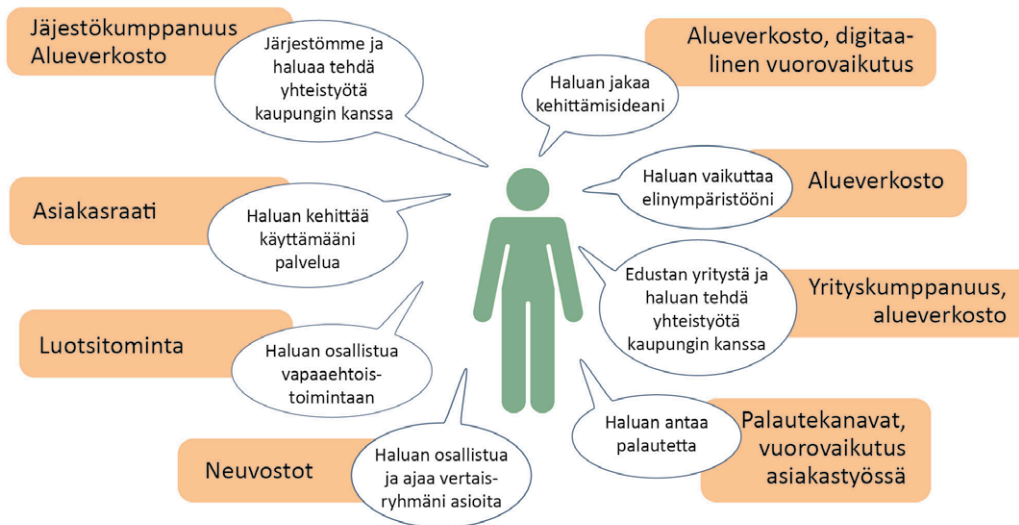 Jäjestökumppanuus
Alueverkosto
Järjestömme ja
haluaa tehdä
yhteistyötä
kaupungin kanssa
Alueverkosto, digitaa-
linen vuorovaikutus
Haluan jakaa
kehittämisideani
Asiakasraati
Haluan kehittää
käyttämääni
palvelua
Haluan vaikuttaa
elinympäristööni
Alueverkosto
Luotsitominta
Haluan osallistua
vapaaehtois-
toimintaan
Edustan yritystä ja
haluan tehdä
yhteistyötä
kaupungin kanssa
Yrityskumppanuus,
alueverkosto
Neuvostot
Haluan osallistua
ja ajaa vertais-
ryhmäni asioita
Haluan antaa
palautetta
Palautekanavat,
vuorovaikutus
asiakastyössä